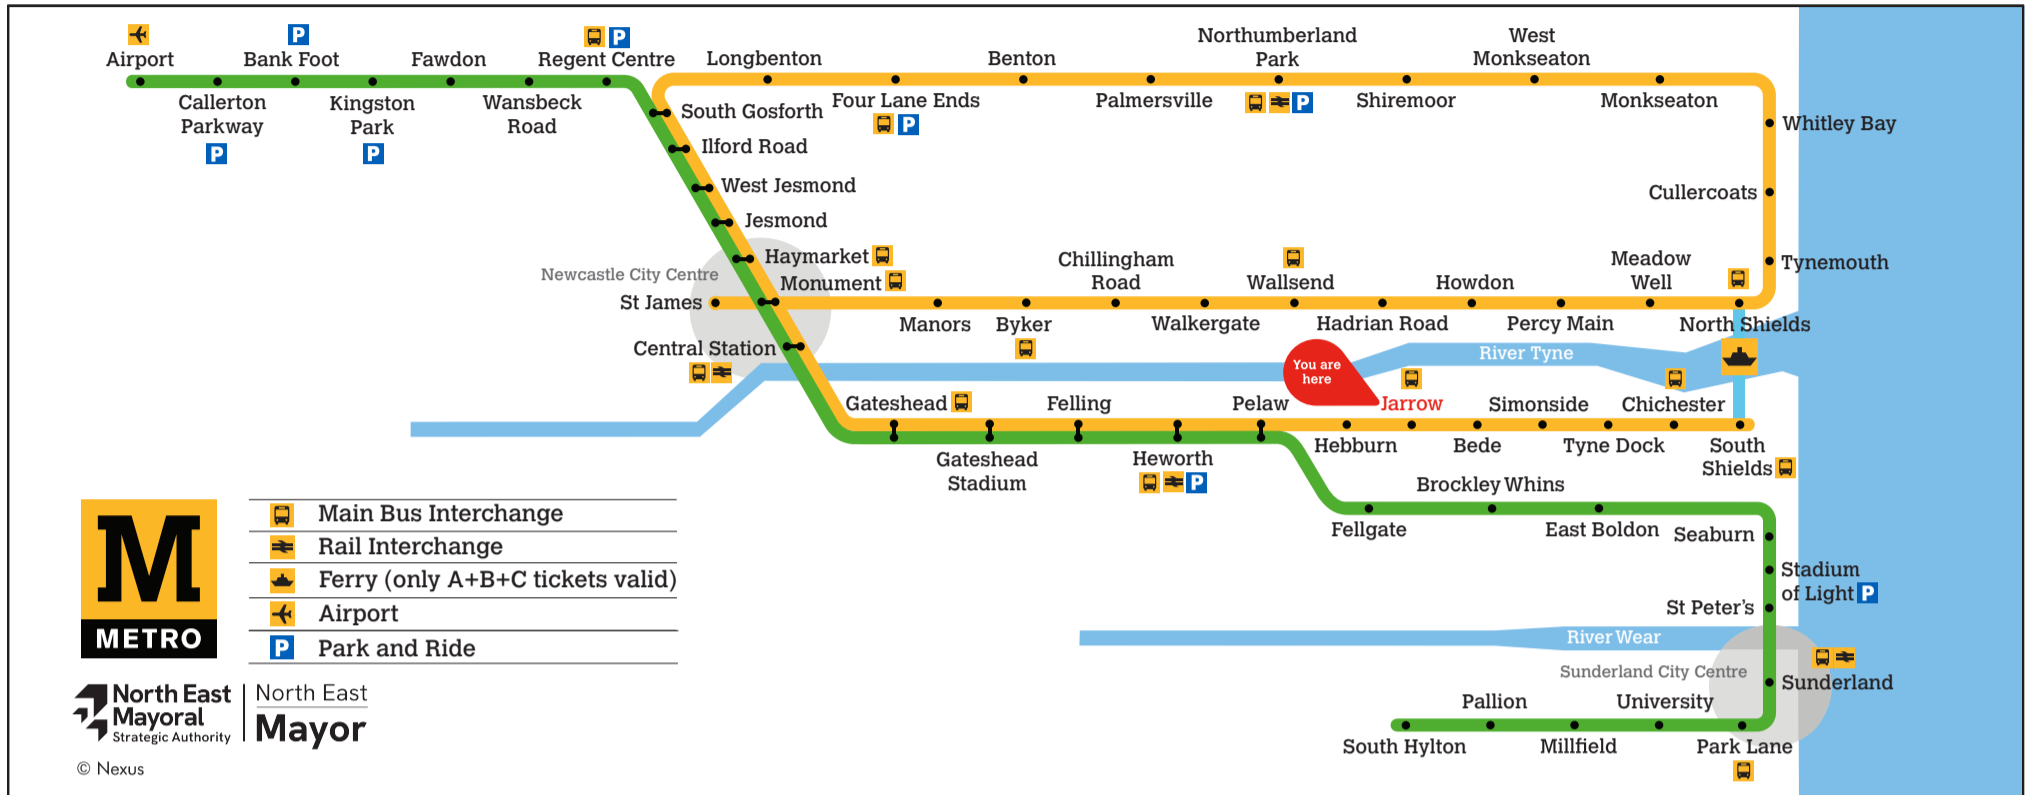 Airport
Callerton
Parkway
P
Bank Foot
P
Kingston
Park
P
Fawdon
Wansbeck
Road
Regent Centre
P
Longbenton
Four Lane Ends
P
Benton
Palmersville
Northumberland
Park
P
Shiremoor
West
Monkseaton
Monkseaton
Whitley Bay
Cullercoats
Tynemouth
South Gosforth
Ilford Road
West Jesmond
Jesmond
Haymarket
Monument
Newcastle City Centre
St James
Central Station
Manors
Byker
Chillingham
Road
Walkergate
Wallsend
Hadrian Road
Howdon
Percy Main
Meadow
Well
North Shields
River Tyne
You are
here
Gateshead
Gateshead
Stadium
Felling
Heworth
P
Pelaw
Hebburn
Jarrow
Bede
Simonside
Tyne Dock
Chichester
South
Shields
Fellgate
Brockley Whins
East Boldon
Seaburn
Stadium
of Light P
St Peter's
River Wear
Sunderland City Centre
Sunderland
Park Lane
University
Millfield
Pallion
South Hylton
M
METRO
Main Bus Interchange
Rail Interchange
Ferry (only A+B+C tickets valid)
Airport
P Park and Ride
North East
Mayoral
Strategic Authority
North East
Mayor
© Nexus